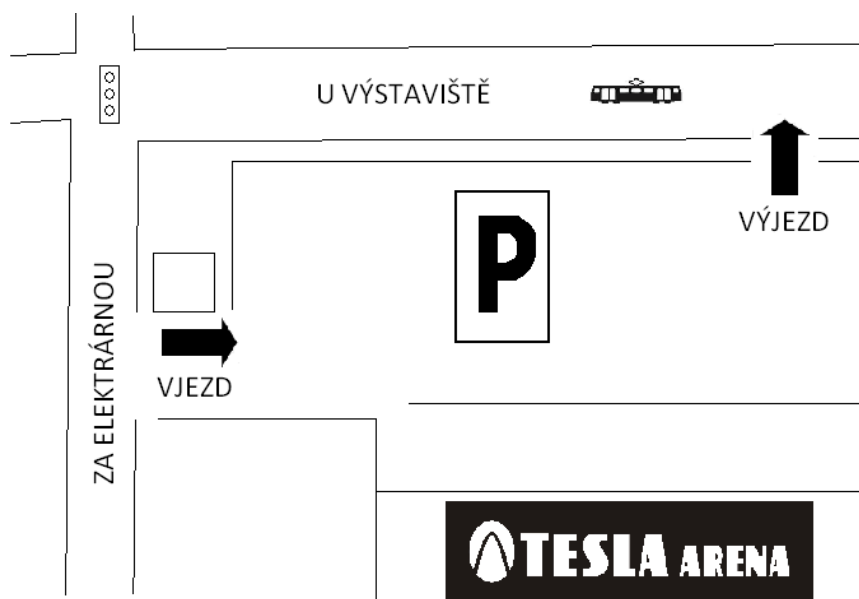 U VÝSTAVIŠTĚ
VÝJEZD
P
ZA ELEKTRÁRNOU
VJEZD
TESLA ARENA